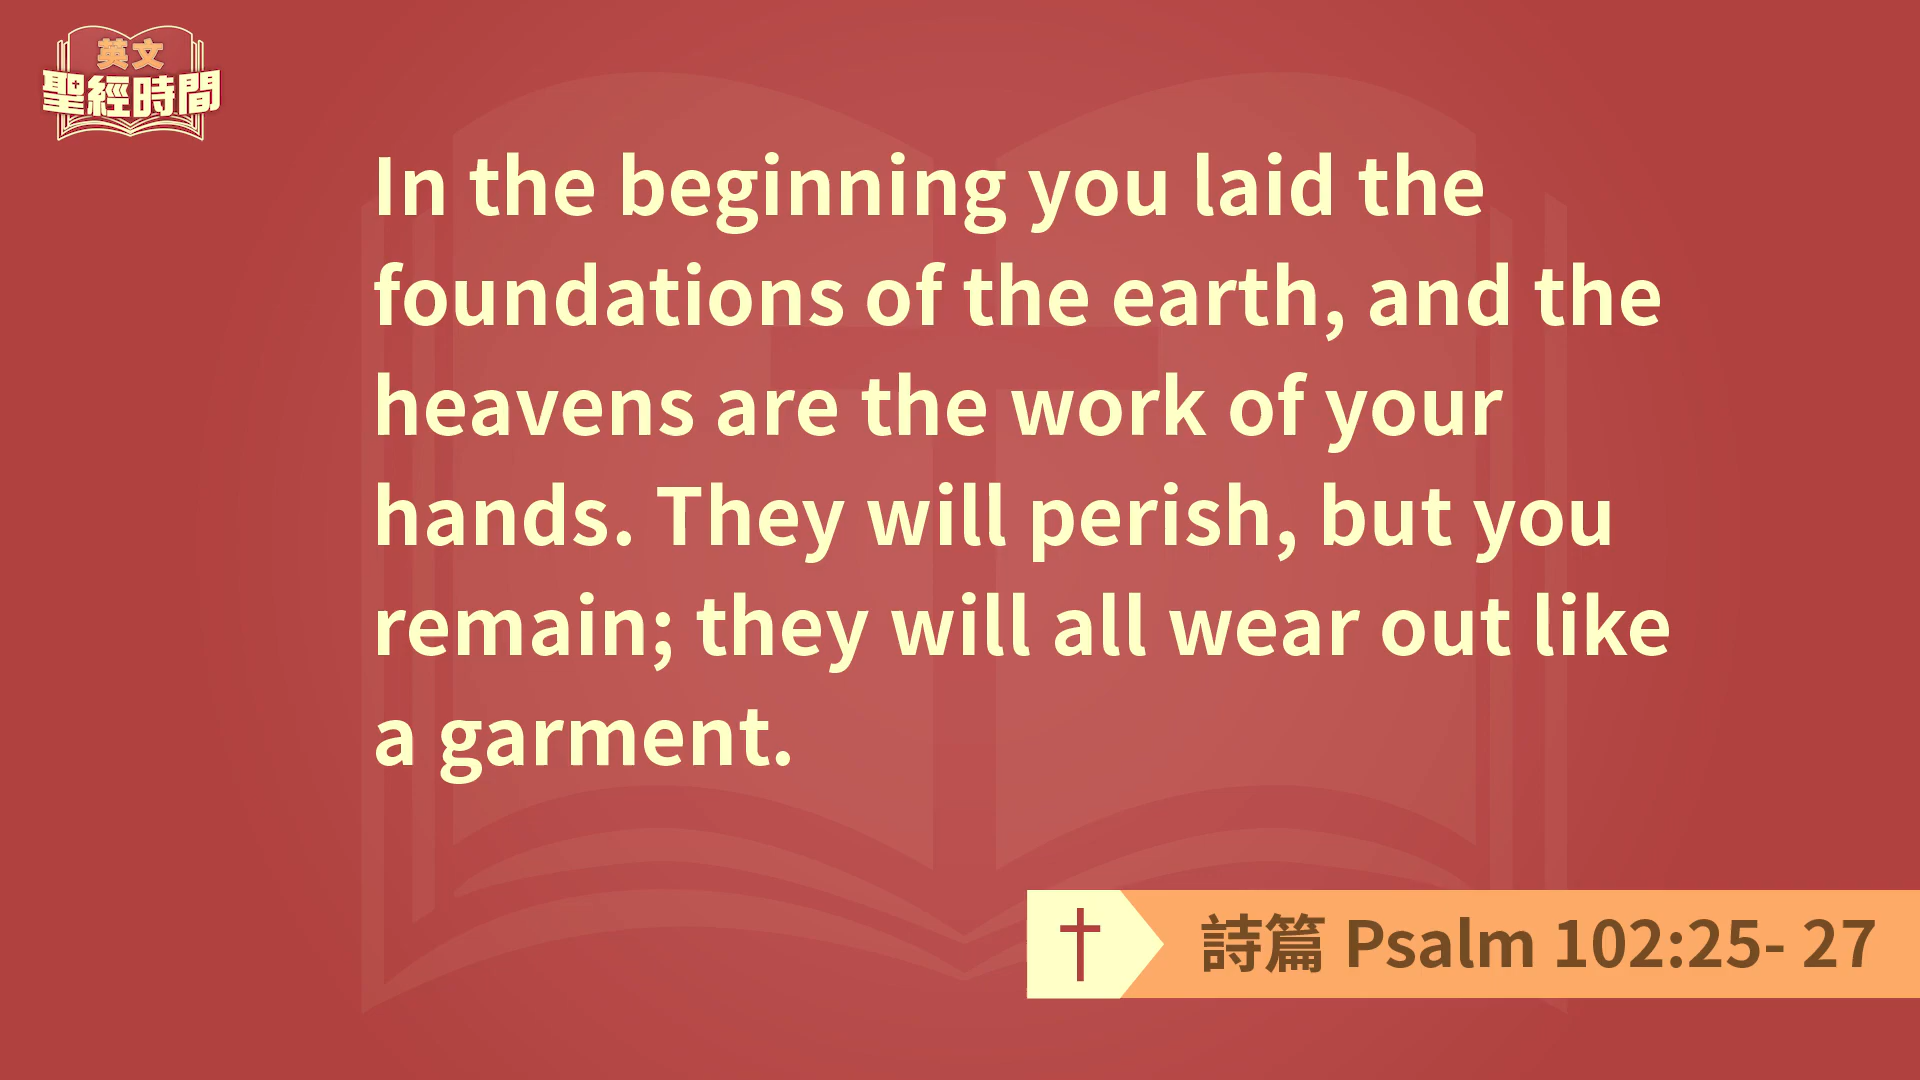 英文
聖經時間
In the beginning you laid the
foundations of the earth, and the
heavens are the work of your
hands. They will perish, but you
remain; they will all wear out like
a garment.
詩篇 Psalm 102:25- 27